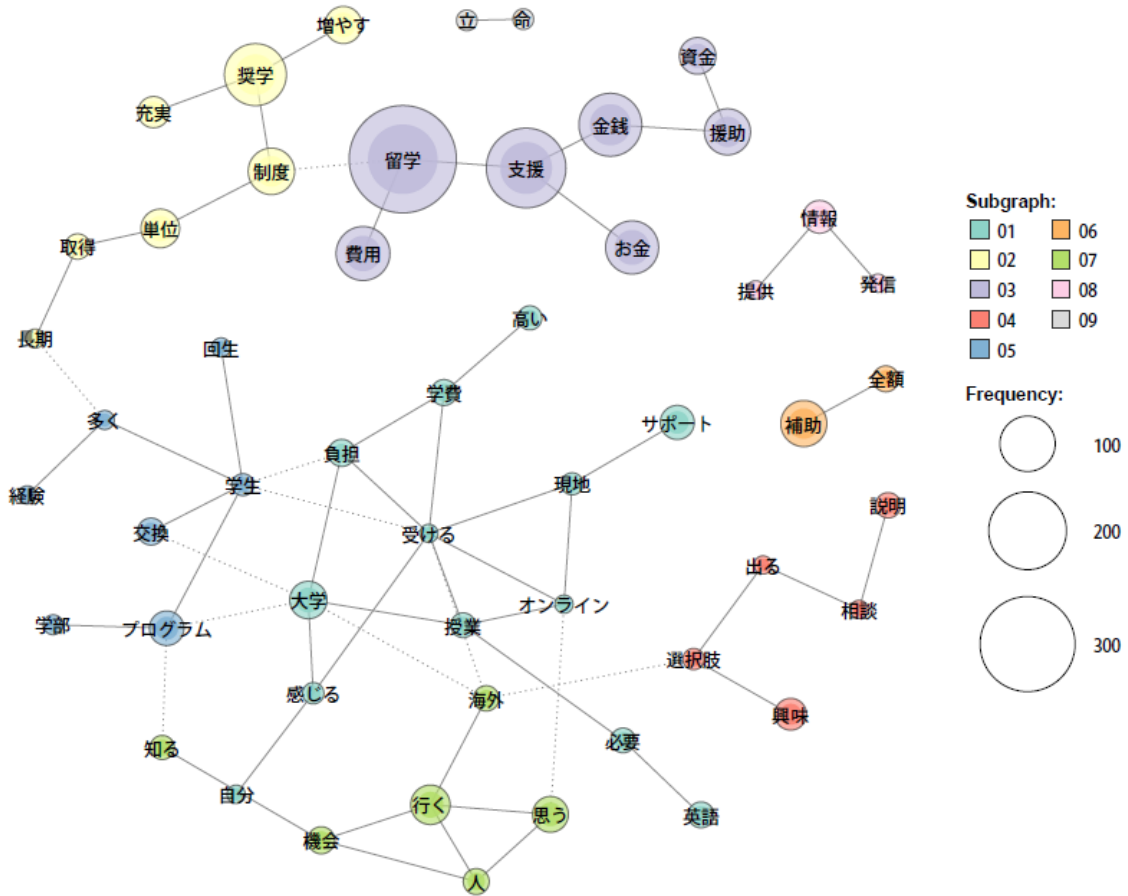 立
命
増やす
奨学
資金
充実
金銭
援助
留学
支援
制度
単位
情報
取得
費用
お金
提供
発信
高い
長期
回生
全額
学費
多く
サポート
補助
負担
学生
現地
経験
説明
交換
受ける
出る
大学
オンライン
相談
学部
プログラム
授業
選択肢
感じる
海外
興味
知る
必要
自分
行く
思う
英語
機会
人
Subgraph:
01
02
03
04
05
06
07
08
09
Frequency:
100
200
300